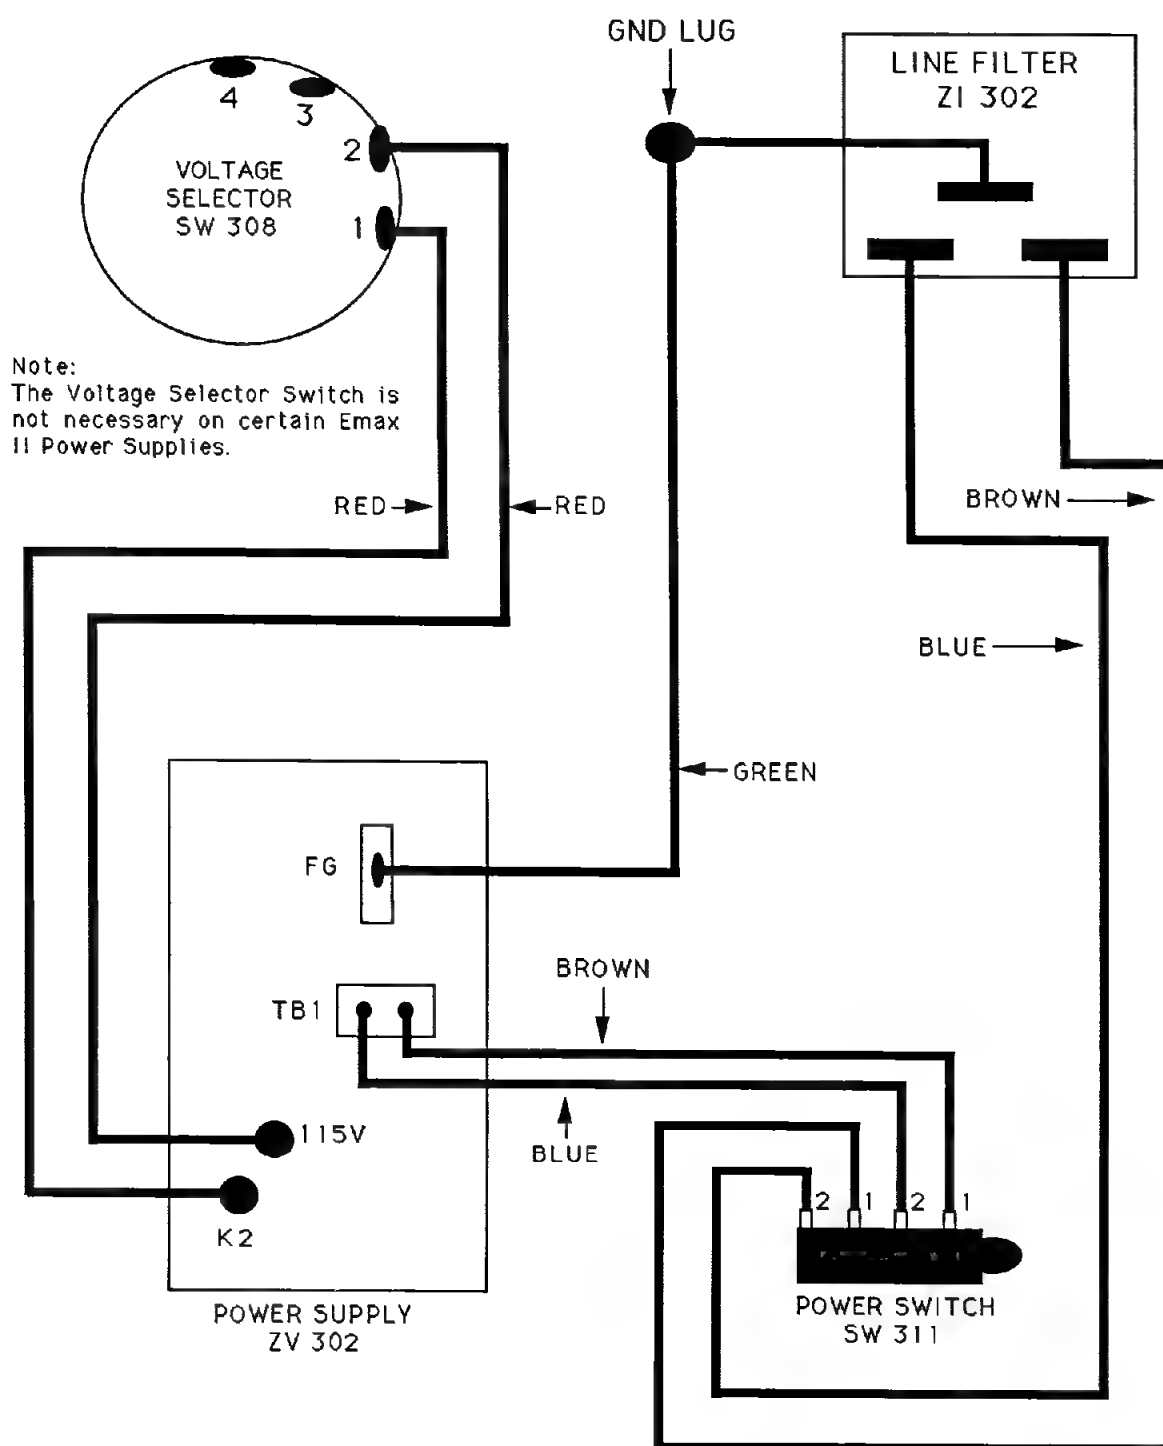 GND LUG
LINE FILTER
ZI 302
4
3
2
1
VOLTAGE
SELECTOR
SW 308
Note:
The Voltage Selector Switch is
not necessary on certain Emax
II Power Supplies.
RED
RED
BROWN
BLUE
GREEN
FG
BROWN
TB1
115V
BLUE
K2
2
1
2
1
POWER SUPPLY
ZV 302
POWER SWITCH
SW 311